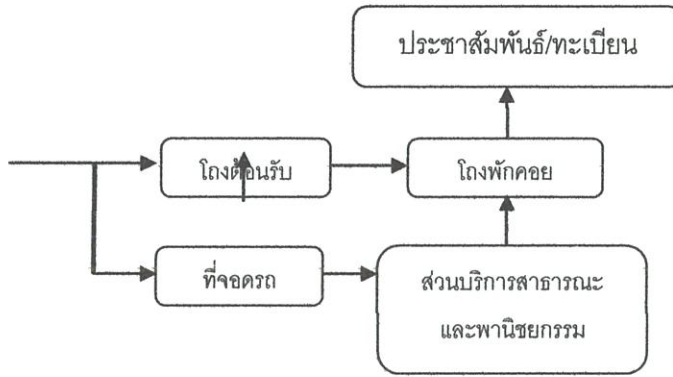 ประชาสัมพันธ์/ทะเบียน
โถงต้อนรับ
โถงพักคอย
ที่จอดรถ
ส่วนบริการสาธารณะ
และพานิชยกรรม